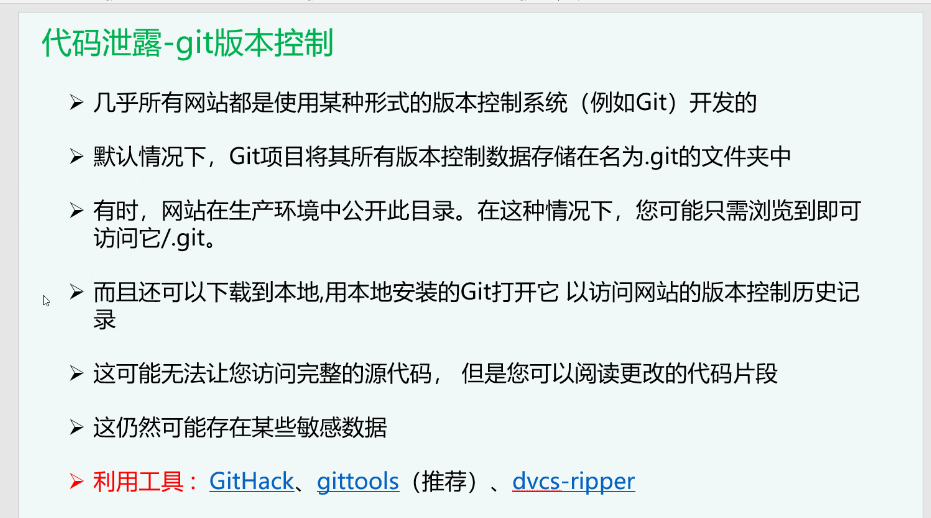 代码泄露-git版本控制
➢ 几乎所有网站都是使用某种形式的版本控制系统（例如Git）开发的
➢ 默认情况下，Git项目将其所有版本控制数据存储在名为.git的文件夹中
➢ 有时，网站在生产环境中公开此目录。在这种情况下，您可能只需浏览到即可
访问它/.git。
➢ 而且还可以下载到本地,用本地安装的Git打开它 以访问网站的版本控制历史记
录
➢ 这可能无法让您访问完整的源代码， 但是您可以阅读更改的代码片段
➢ 这仍然可能存在某些敏感数据
➢ 利用工具：GitHack、gittools（推荐）、dvcs-ripper